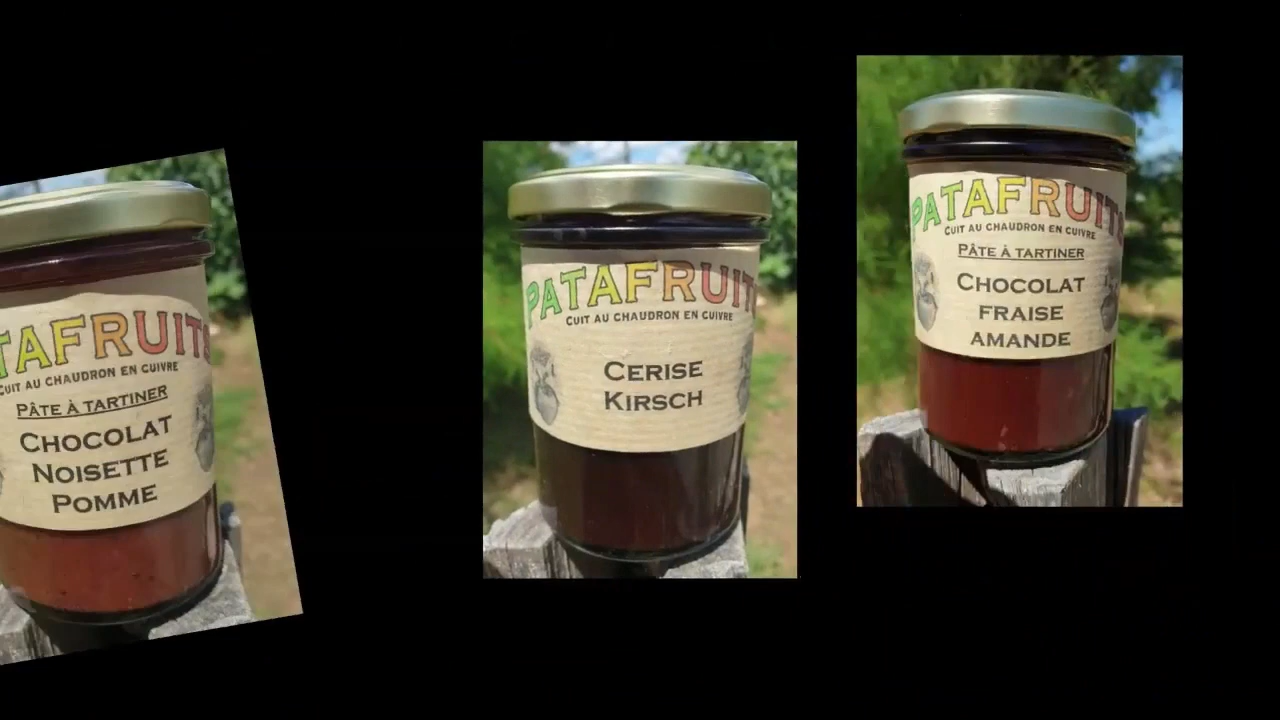 TAFRUITS
CUIT AU CHAUDRON EN CUIVRE
PÂTE À TARTINER
CHOCOLAT
NOISETTE
POMME
PATAFRUITS
CUIT AU CHAUDRON EN CUIVRE
CERISE
KIRSCH
PATAFRUITS
CUIT AU CHAUDRON EN CUIVRE
PÂTE À TARTINER
CHOCOLAT
FRAISE
AMANDE